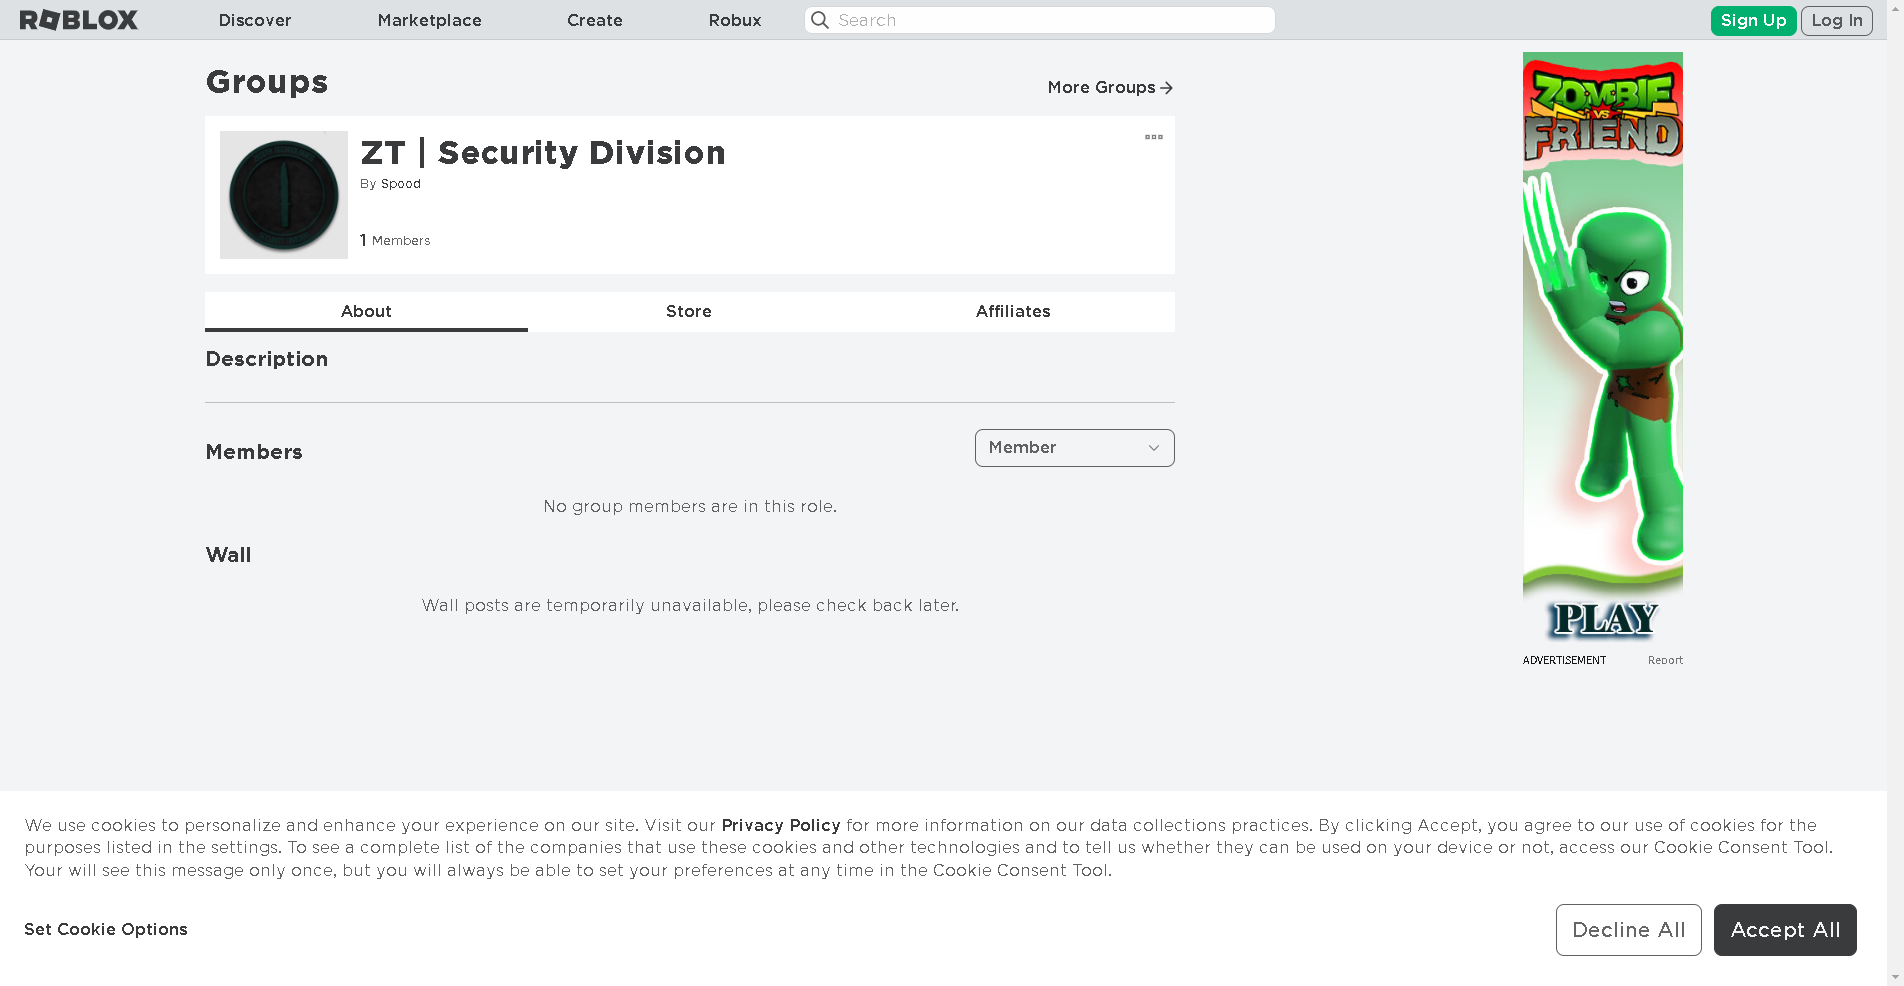 ROBLOX Discover Marketplace Create Robux Search Sign Up Log In
Groups
More Groups
ZT | Security Division
By Spood
1 Members
About Store Affiliates
Description
Members
Member
No group members are in this role.
Wall
Wall posts are temporarily unavailable, please check back later.
ZOMBIE
VS
FRIEND
PLAY
ADVERTISEMENT Report
We use cookies to personalize and enhance your experience on our site. Visit our Privacy Policy for more information on our data collections practices. By clicking Accept, you agree to our use of cookies for the
purposes listed in the settings. To see a complete list of the companies that use these cookies and other technologies and to tell us whether they can be used on your device or not, access our Cookie Consent Tool.
Your will see this message only once, but you will always be able to set your preferences at any time in the Cookie Consent Tool.
Set Cookie Options
Decline All Accept All